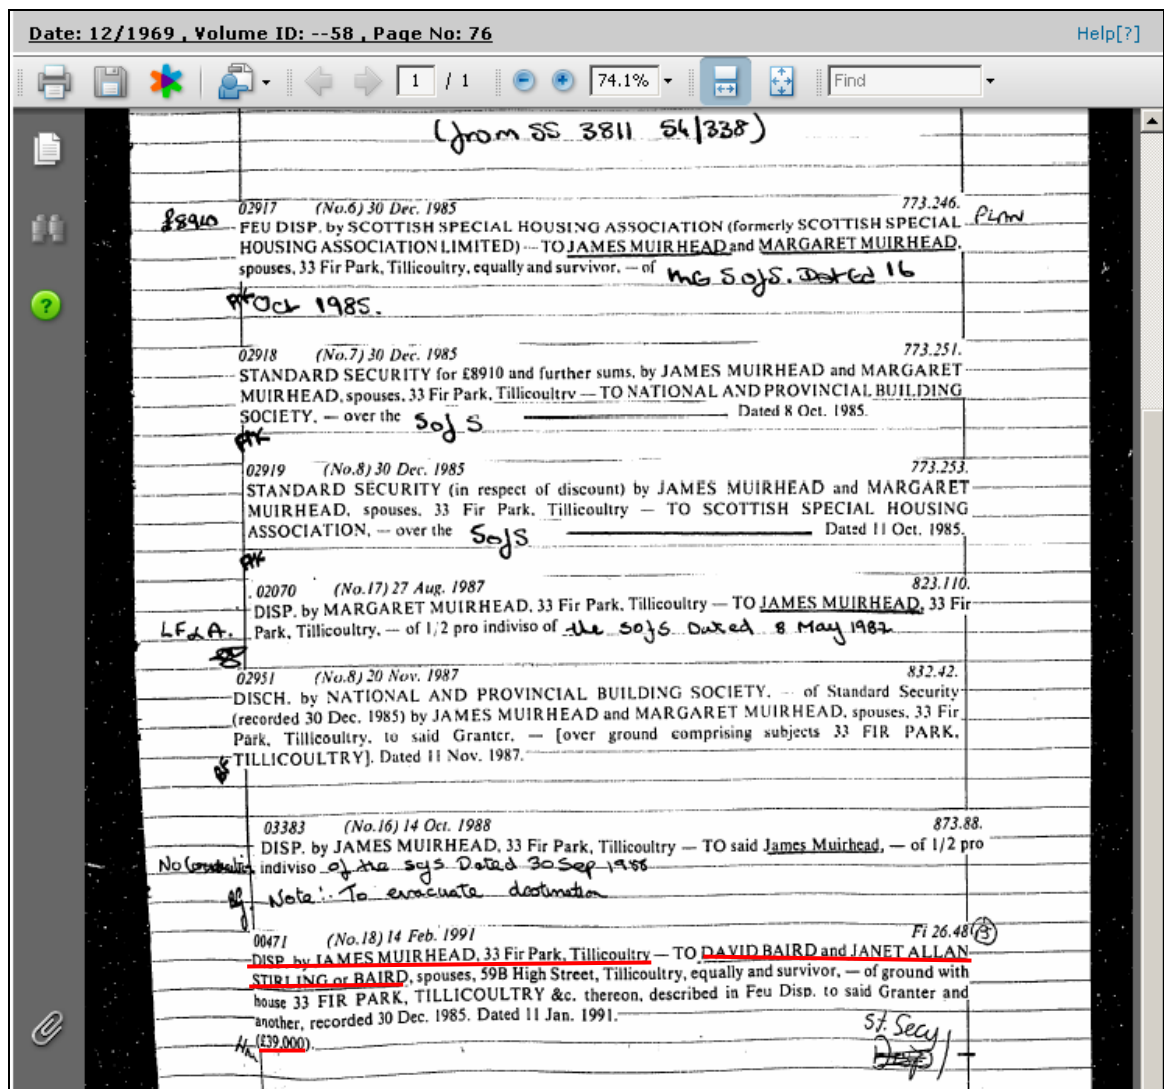 Date: 12/1969 , Volume ID: --58 , Page No: 76 Help[?]
1 / 1 74.1% Find
(from SS 3811 54/338)
02917 (No.6) 30 Dec. 1985 773.246.
£8910 FEU DISP. by SCOTTISH SPECIAL HOUSING ASSOCIATION (formerly SCOTTISH SPECIAL PLAN
HOUSING ASSOCIATION LIMITED) — TO JAMES MUIRHEAD and MARGARET MUIRHEAD,
spouses, 33 Fir Park, Tillicoultry, equally and survivor, — of MG SofS. Dated 16
Oct 1985.
02918 (No.7) 30 Dec. 1985 773.251.
STANDARD SECURITY for £8910 and further sums, by JAMES MUIRHEAD and MARGARET
MUIRHEAD, spouses, 33 Fir Park, Tillicoultry — TO NATIONAL AND PROVINCIAL BUILDING
SOCIETY, — over the SofS Dated 8 Oct. 1985.
02919 (No.8) 30 Dec. 1985 773.253.
STANDARD SECURITY (in respect of discount) by JAMES MUIRHEAD and MARGARET
MUIRHEAD, spouses, 33 Fir Park, Tillicoultry — TO SCOTTISH SPECIAL HOUSING
ASSOCIATION, — over the SofS Dated 11 Oct. 1985.
02070 (No.17) 27 Aug. 1987 823.110.
DISP. by MARGARET MUIRHEAD, 33 Fir Park, Tillicoultry — TO JAMES MUIRHEAD, 33 Fir
LF&A. Park, Tillicoultry, — of 1/2 pro indiviso of the SofS Dated 8 May 1987
02951 (No.8) 20 Nov. 1987 832.42.
DISCH. by NATIONAL AND PROVINCIAL BUILDING SOCIETY, — of Standard Security
(recorded 30 Dec. 1985) by JAMES MUIRHEAD and MARGARET MUIRHEAD, spouses, 33 Fir
Park, Tillicoultry, to said Granter, — [over ground comprising subjects 33 FIR PARK,
TILLICOULTRY]. Dated 11 Nov. 1987.
03383 (No.16) 14 Oct. 1988 873.88.
DISP. by JAMES MUIRHEAD, 33 Fir Park, Tillicoultry — TO said James Muirhead, — of 1/2 pro
No Consideration indiviso of the sofs Dated 30 Sep 1988
Note:- To evacuate destination
00471 (No.18) 14 Feb. 1991 Fi 26.48
DISP. by JAMES MUIRHEAD, 33 Fir Park, Tillicoultry — TO DAVID BAIRD and JANET ALLAN
STIRLING or BAIRD, spouses, 59B High Street, Tillicoultry, equally and survivor, — of ground with
house 33 FIR PARK, TILLICOULTRY &c. thereon, described in Feu Disp. to said Granter and
another, recorded 30 Dec. 1985. Dated 11 Jan. 1991.
(£39,000) St. Secy